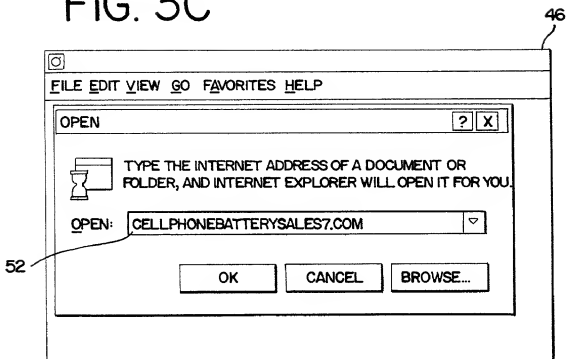 FIG. 3C
46
FILE EDIT VIEW GO FAVORITES HELP
OPEN ? X
TYPE THE INTERNET ADDRESS OF A DOCUMENT OR
FOLDER, AND INTERNET EXPLORER WILL OPEN IT FOR YOU.
OPEN: CELLPHONEBATTERYSALES7.COM
52
OK CANCEL BROWSE...